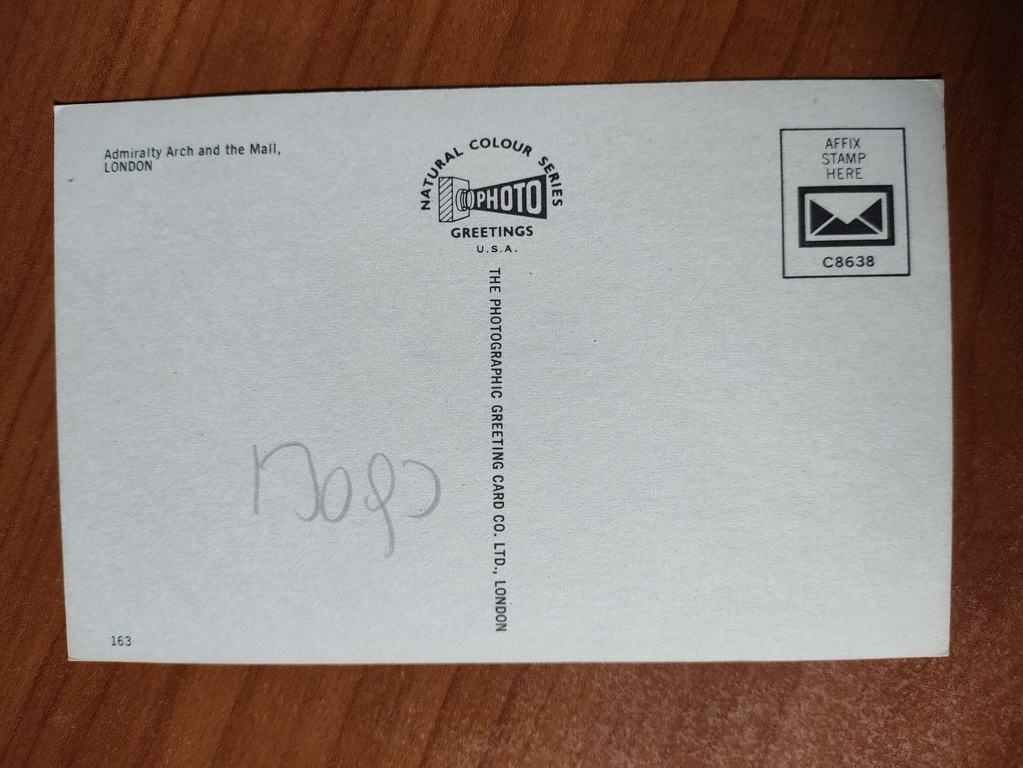 Admiralty Arch and the Mall,
LONDON
NATURAL COLOUR SERIES
PHOTO
GREETINGS
U.S.A.
THE PHOTOGRAPHIC GREETING CARD CO. LTD., LONDON
AFFIX
STAMP
HERE
C8638
163